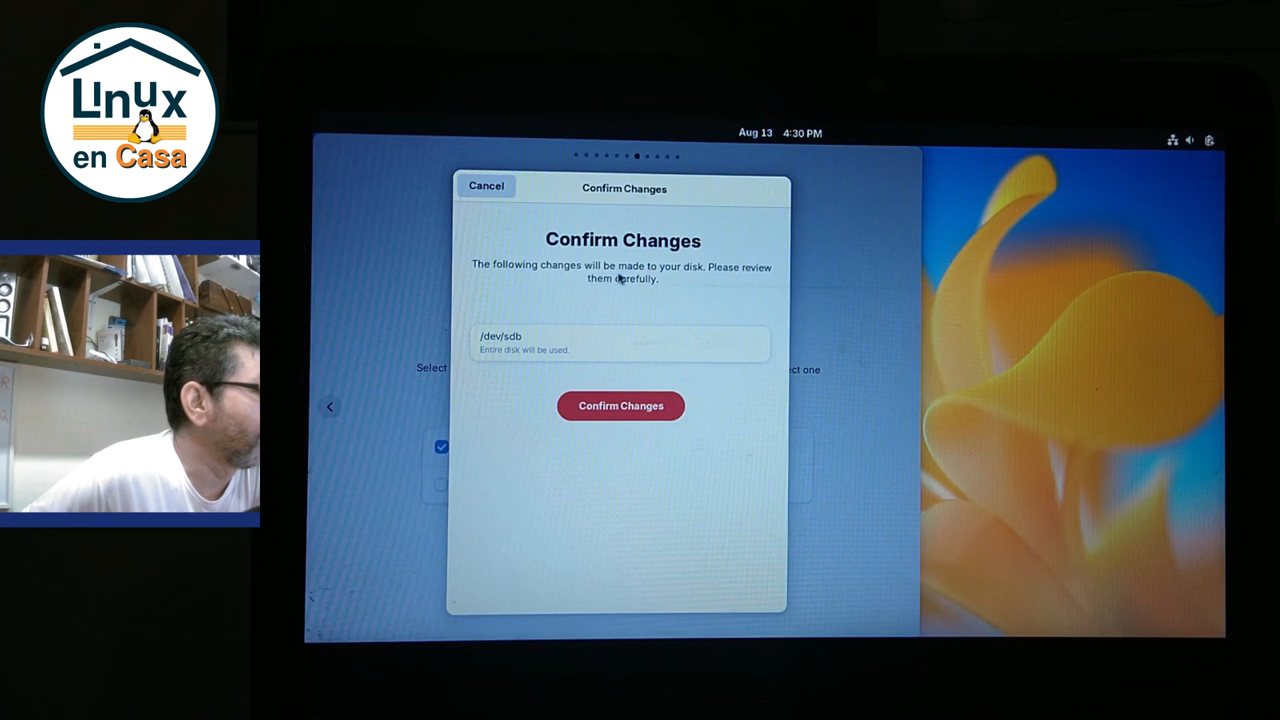 Linux
en Casa
Aug 13 4:30 PM
Cancel
Confirm Changes
Confirm Changes
The following changes will be made to your disk. Please review
them carefully.
/dev/sdb
Entire disk will be used.
Select
ect one
Confirm Changes